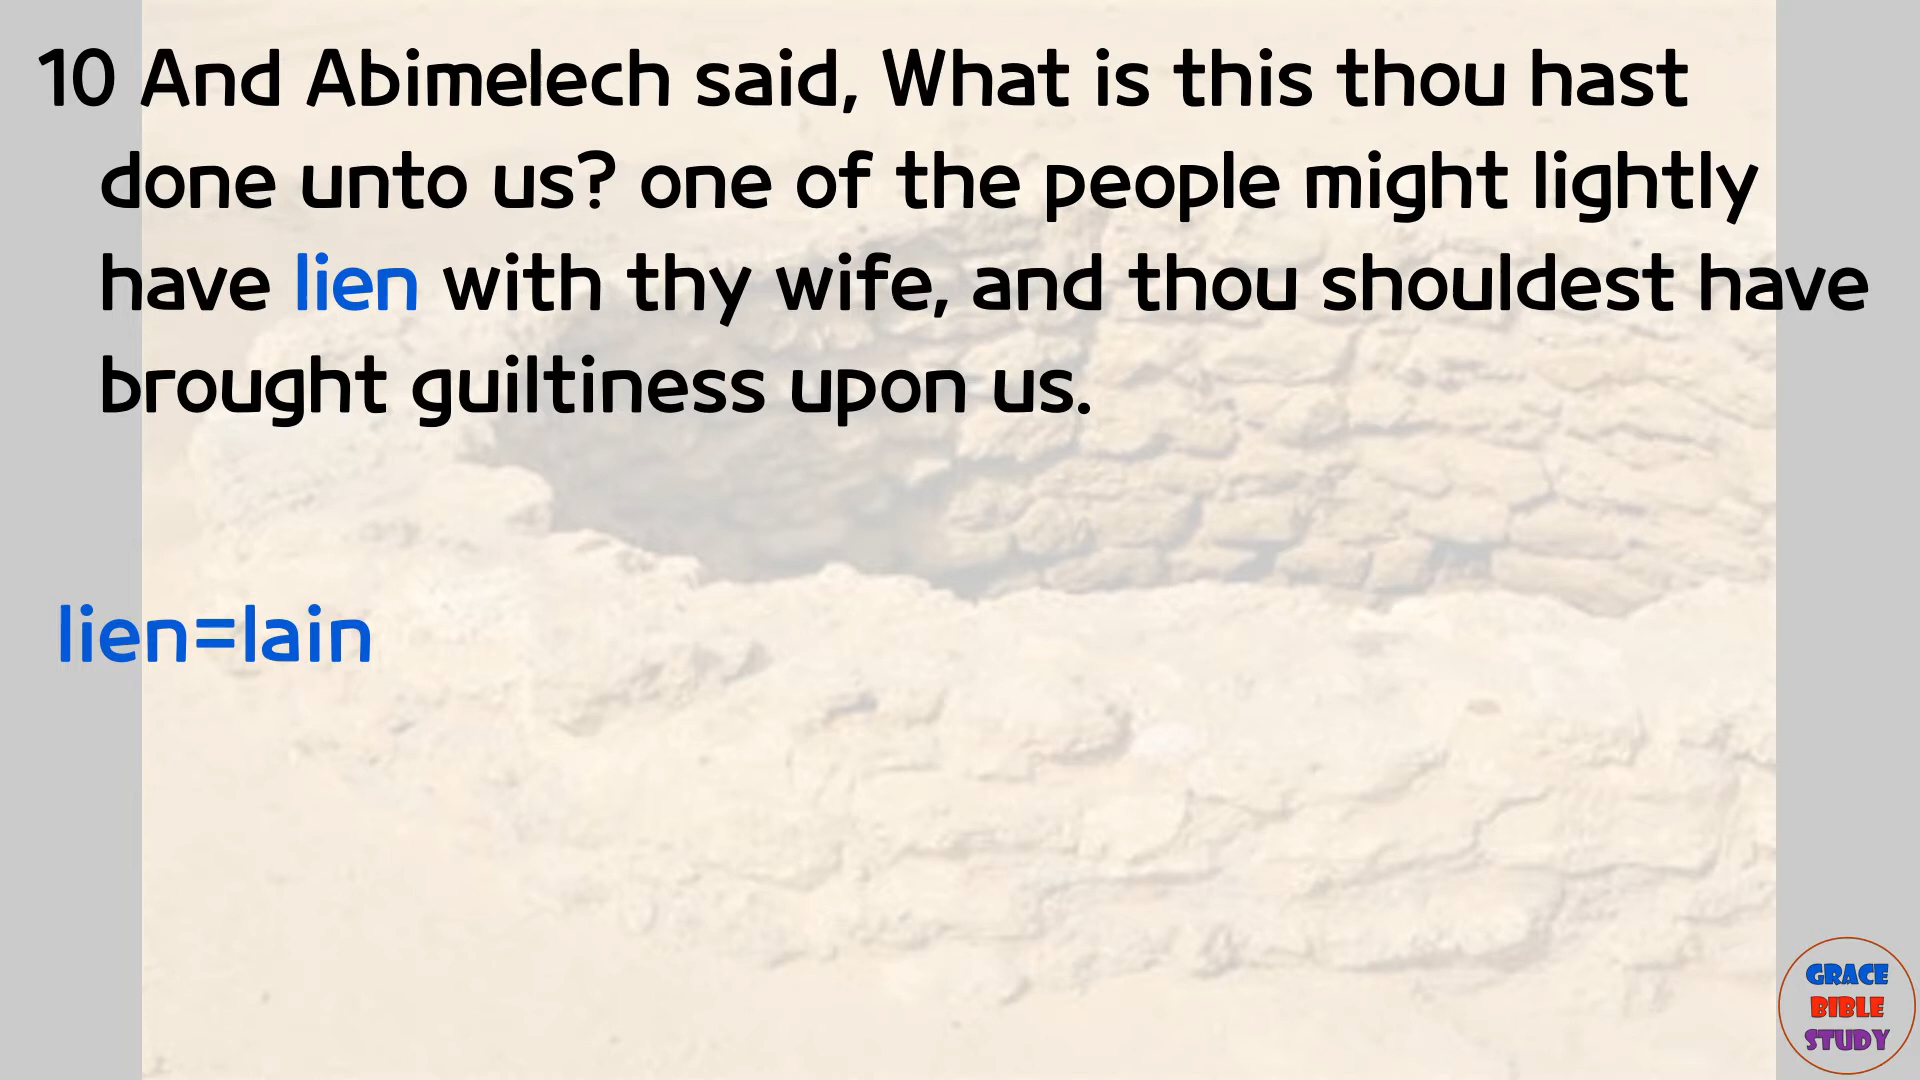 10 And Abimelech said, What is this thou hast
done unto us? one of the people might lightly
have lien with thy wife, and thou shouldest have
brought guiltiness upon us.
lien=lain
GRACE
BIBLE
STUDY